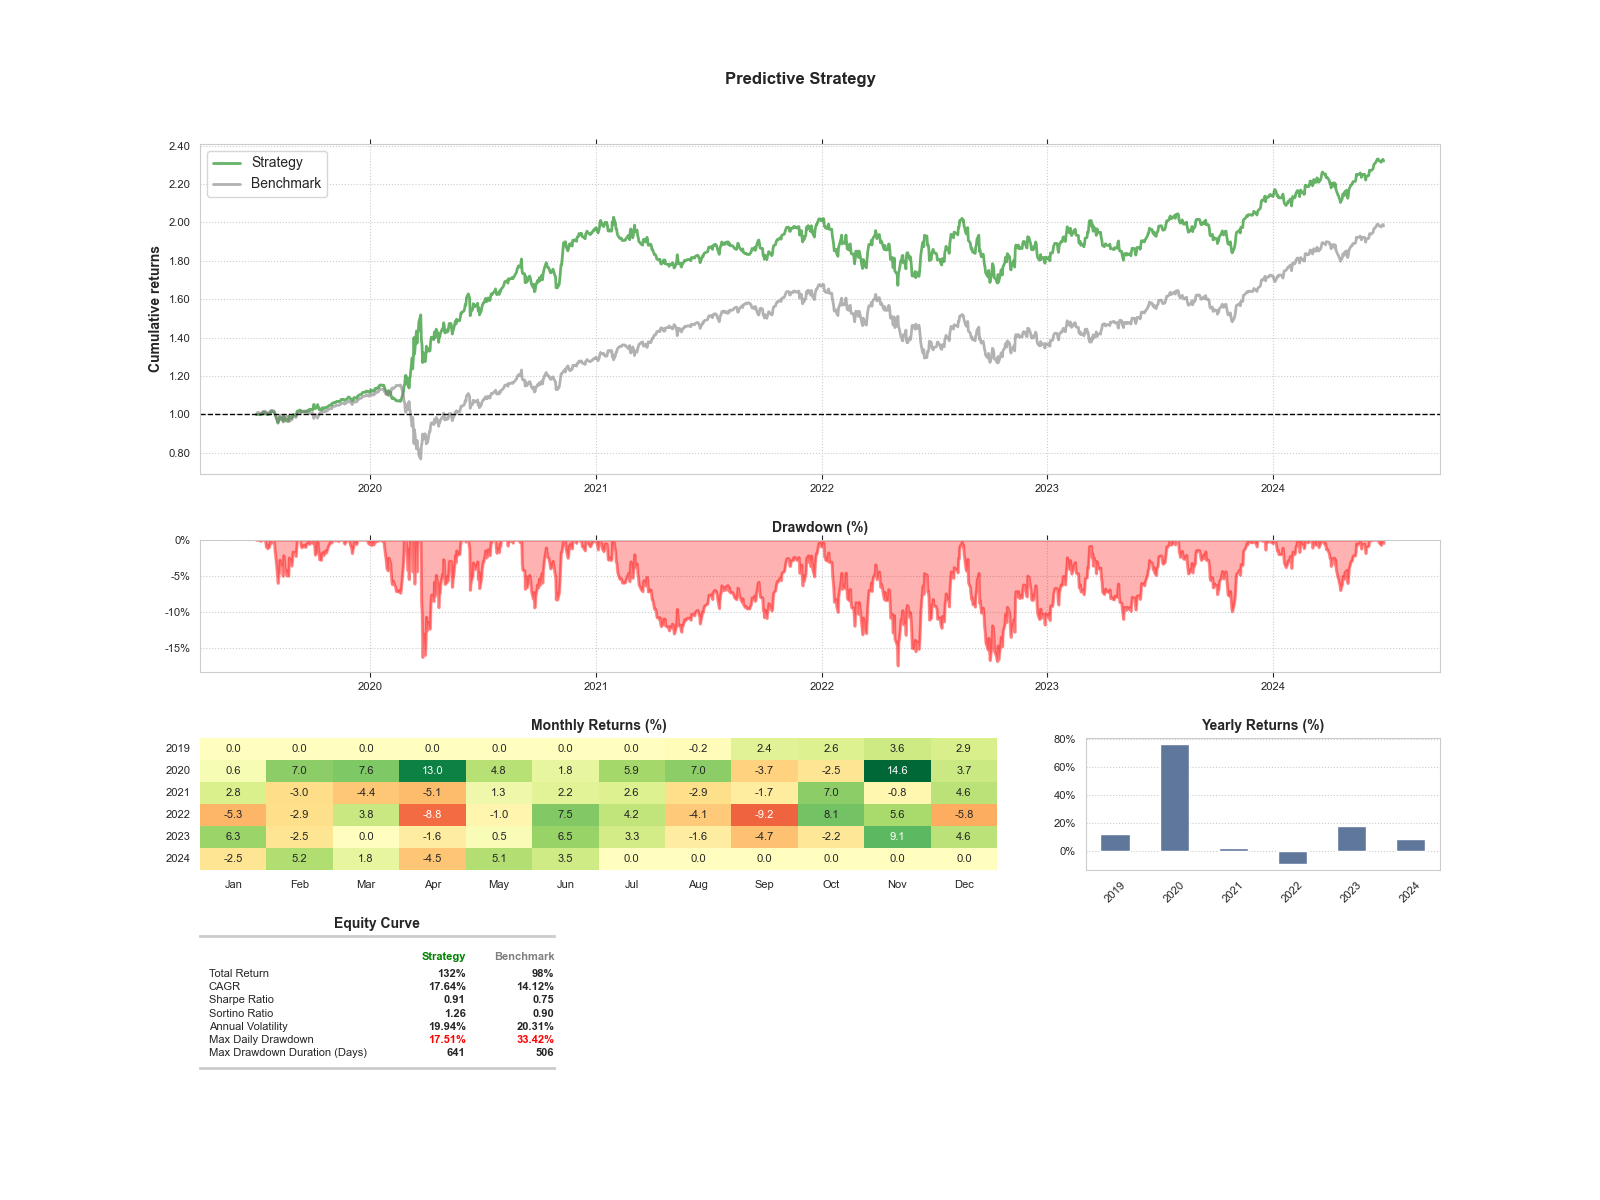 Predictive Strategy
Strategy
Benchmark
Cumulative returns
2.40
2.20
2.00
1.80
1.60
1.40
1.20
1.00
0.80
2020 2021 2022 2023 2024
Drawdown (%)
0%
-5%
-10%
-15%
2020 2021 2022 2023 2024
Monthly Returns (%)
2019 0.0 0.0 0.0 0.0 0.0 0.0 0.0 -0.2 2.4 2.6 3.6 2.9
2020 0.6 7.0 7.6 13.0 4.8 1.8 5.9 7.0 -3.7 -2.5 14.6 3.7
2021 2.8 -3.0 -4.4 -5.1 1.3 2.2 2.6 -2.9 -1.7 7.0 -0.8 4.6
2022 -5.3 -2.9 3.8 -8.8 -1.0 7.5 4.2 -4.1 -9.2 8.1 5.6 -5.8
2023 6.3 -2.5 0.0 -1.6 0.5 6.5 3.3 -1.6 -4.7 -2.2 9.1 4.6
2024 -2.5 5.2 1.8 -4.5 5.1 3.5 0.0 0.0 0.0 0.0 0.0 0.0
Jan Feb Mar Apr May Jun Jul Aug Sep Oct Nov Dec
Yearly Returns (%)
80%
60%
40%
20%
0%
2019 2020 2021 2022 2023 2024
Equity Curve
Strategy Benchmark
Total Return 132% 98%
CAGR 17.64% 14.12%
Sharpe Ratio 0.91 0.75
Sortino Ratio 1.26 0.90
Annual Volatility 19.94% 20.31%
Max Daily Drawdown 17.51% 33.42%
Max Drawdown Duration (Days) 641 506